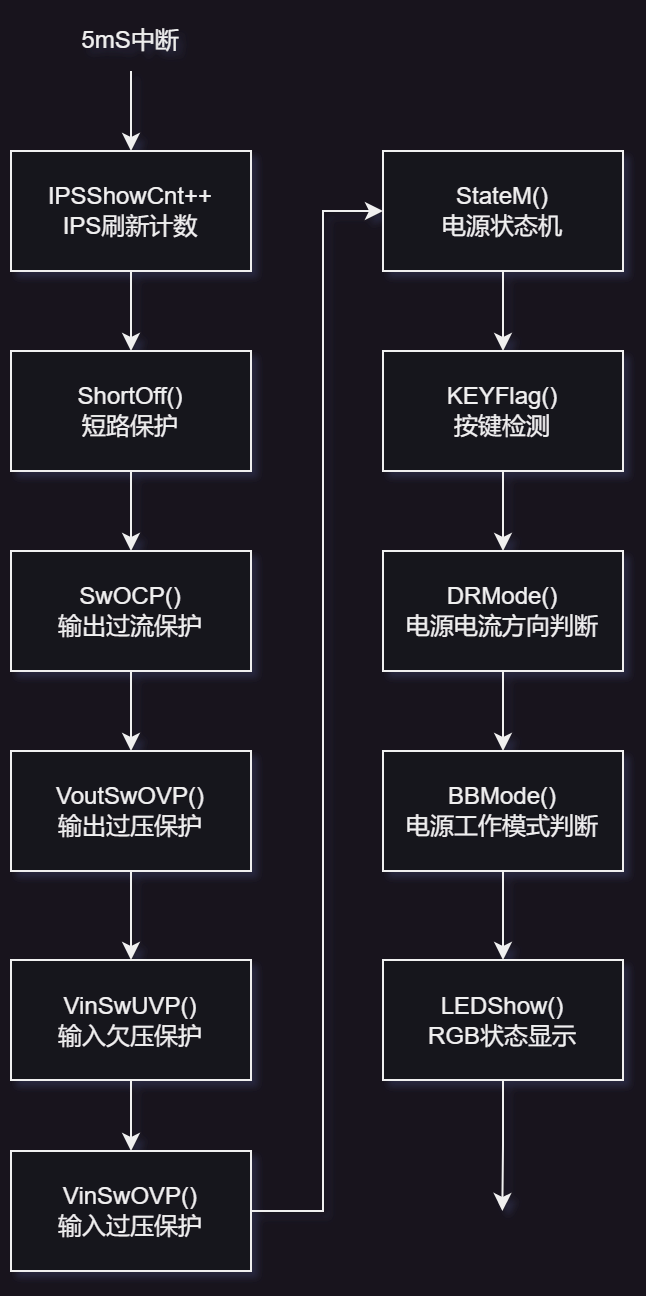 5mS中断
IPSShowCnt++
IPS刷新计数
ShortOff()
短路保护
SwOCP()
输出过流保护
VoutSwOVP()
输出过压保护
VinSwUVP()
输入欠压保护
VinSwOVP()
输入过压保护
StateM()
电源状态机
KEYFlag()
按键检测
DRMode()
电源电流方向判断
BBMode()
电源工作模式判断
LEDShow()
RGB状态显示